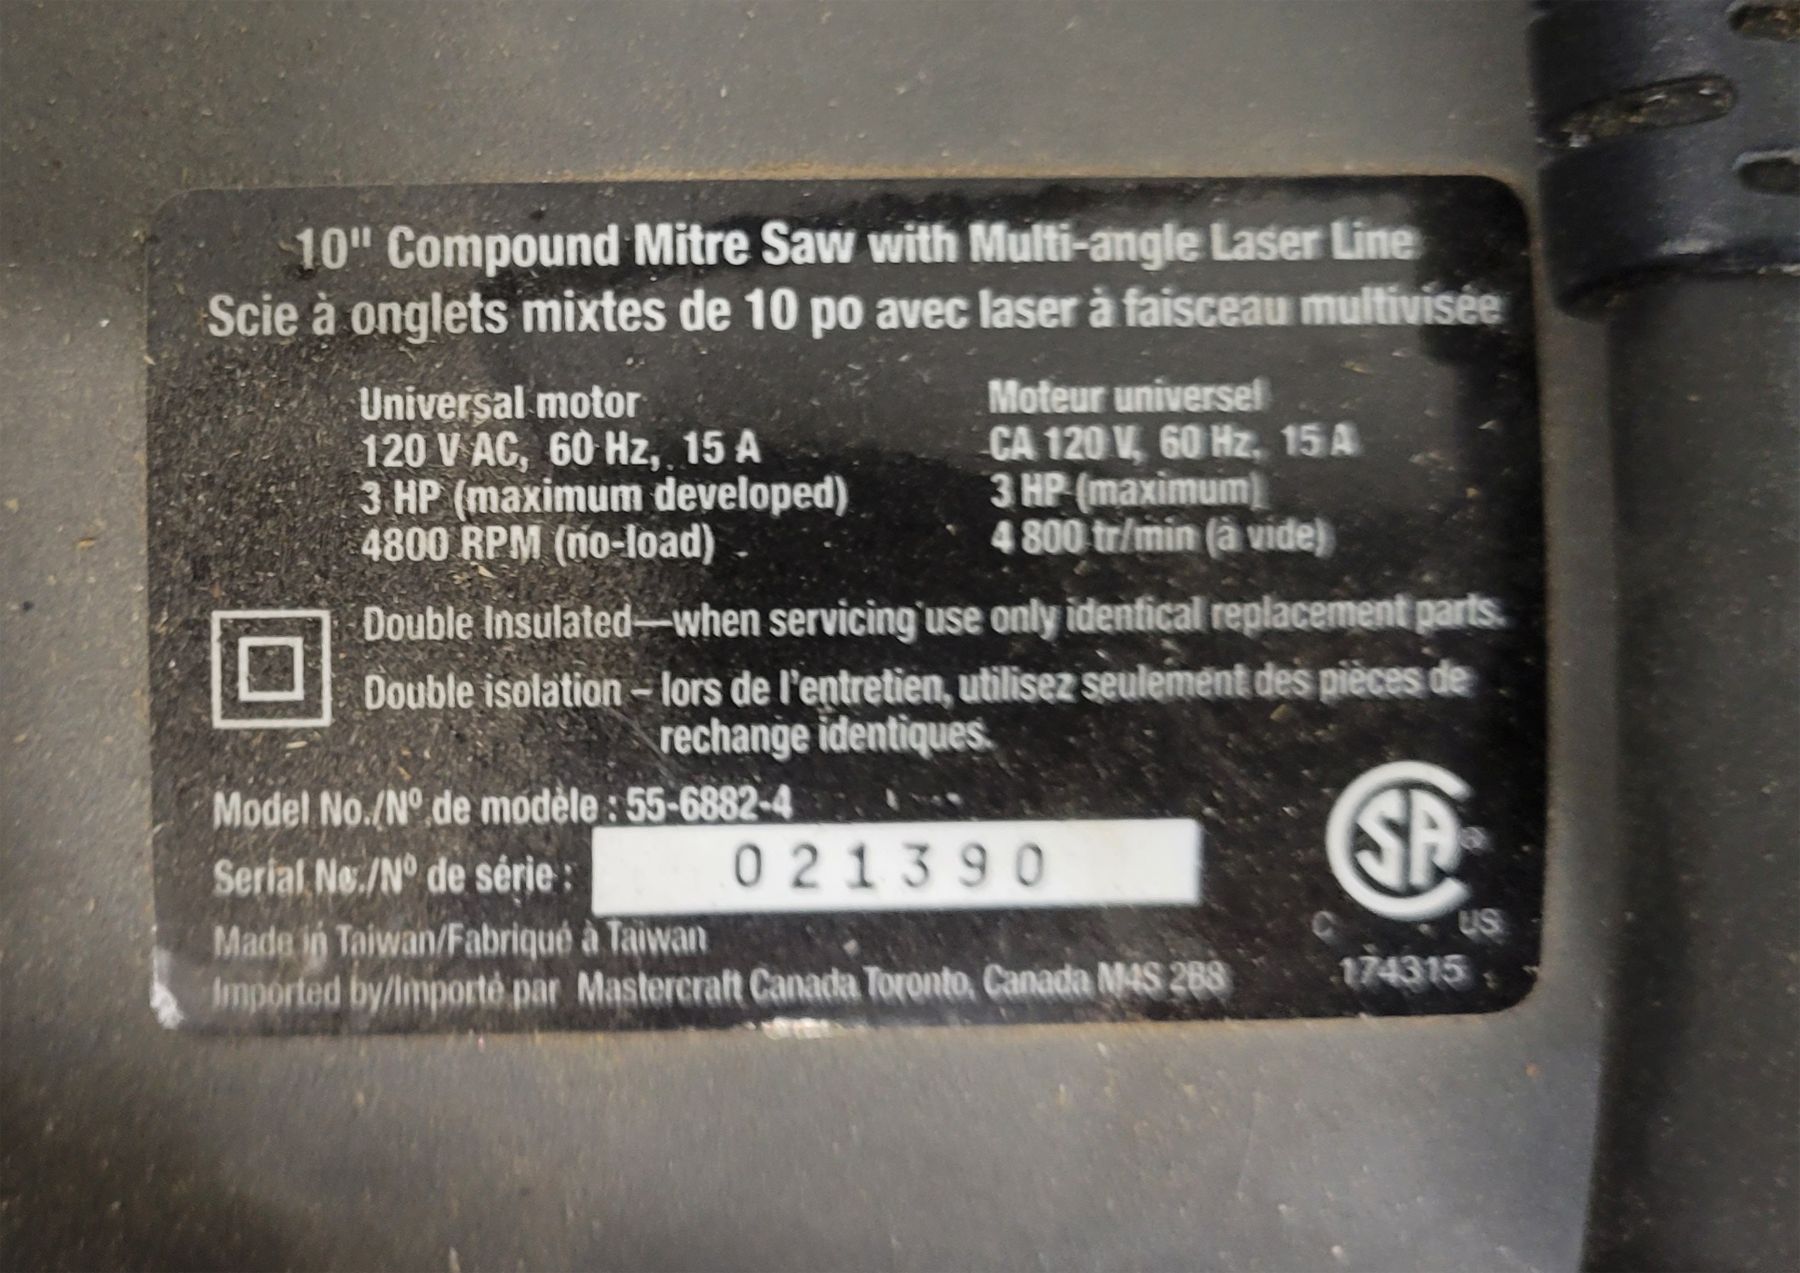 10" Compound Mitre Saw with Multi-angle Laser Line
Scie à onglets mixtes de 10 po avec laser à faisceau multivisée
Universal motor
120 V AC, 60 Hz, 15 A
3 HP (maximum developed)
4800 RPM (no-load)
Moteur universel
CA 120 V, 60 Hz, 15 A
3 HP (maximum)
4 800 tr/min (à vide)
Double Insulated—when servicing use only identical replacement parts.
Double isolation – lors de l'entretien, utilisez seulement des pièces de
rechange identiques.
Model No./Nº de modèle : 55-6882-4
Serial No./Nº de série : 021390
Made in Taiwan/Fabriqué à Taiwan
Imported by/Importé par Mastercraft Canada Toronto, Canada M4S 2B8
CSA ®
C US
174315